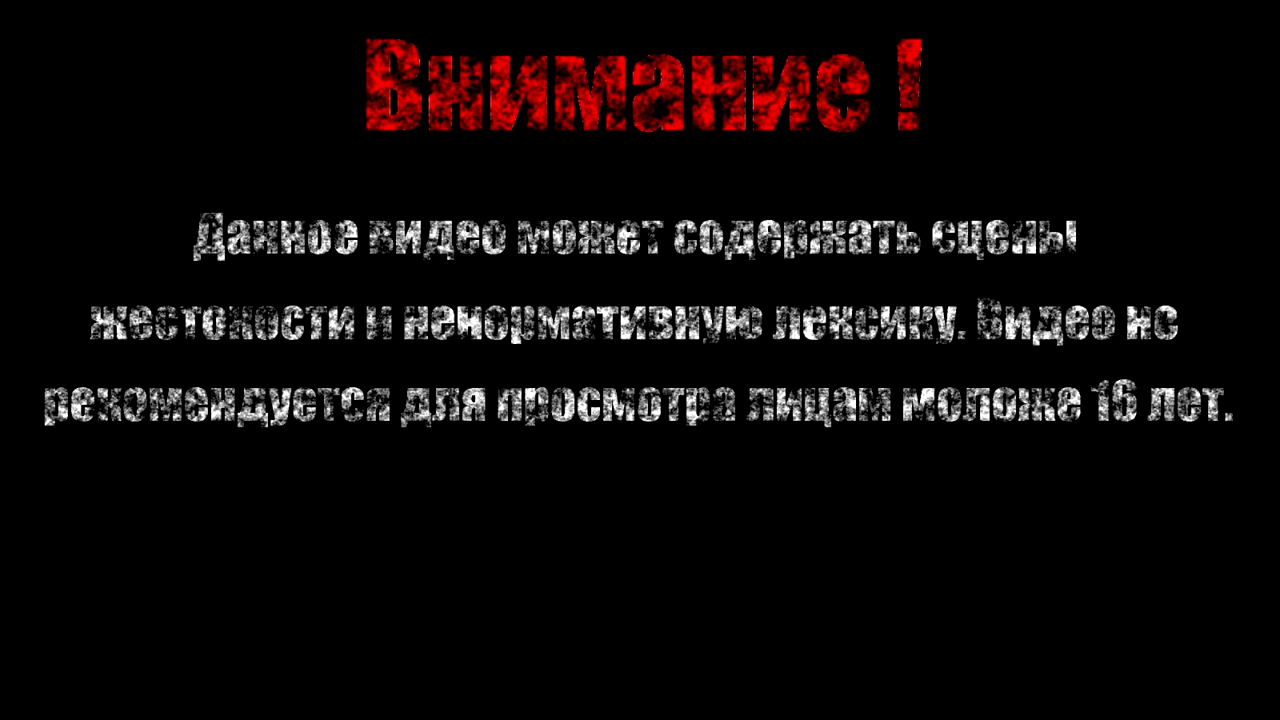 Внимание !
Данное видео может содержать сцены
жестокости и ненормативную лексику. Видео не
рекомендуется для просмотра лицам моложе 16 лет.